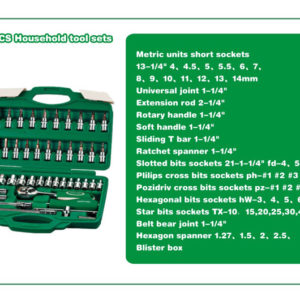 CS Household tool sets
Metric units short sockets
13-1/4" 4、4.5、5、5.5、6、7、
8、9、10、11、12、13、14mm
Universal joint 1-1/4"
Extension rod 2-1/4"
Rotary handle 1-1/4"
Soft handle 1-1/4"
Sliding T bar 1-1/4"
Ratchet spanner 1-1/4"
Slotted bits sockets 21-1-1/4" fd-4、5
Plilips cross bits sockets ph-#1 #2 #3
Pozidriv cross bits sockets pz-#1 #2 #
Hexagonal bits sockets hW-3、4、5、6
Star bits sockets TX-10、15,20,25,30,4
Belt bear joint 1-1/4"
Hexagon spanner 1.27、1.5、2、2.5、
Blister box